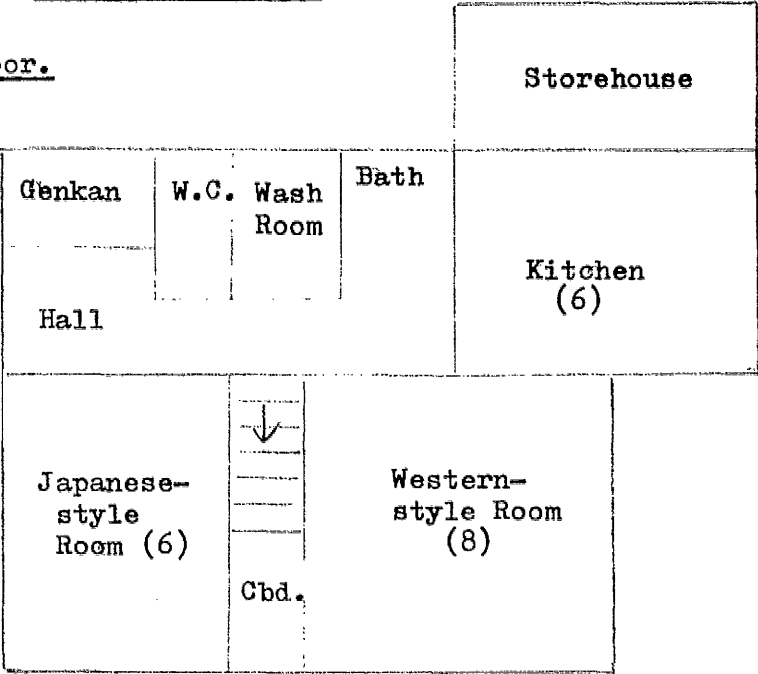 oor.
Storehouse
Genkan
W.C.
Wash
Room
Bath
Kitchen
(6)
Hall
Japanese-
style
Room (6)
Western-
style Room
(8)
Cbd.